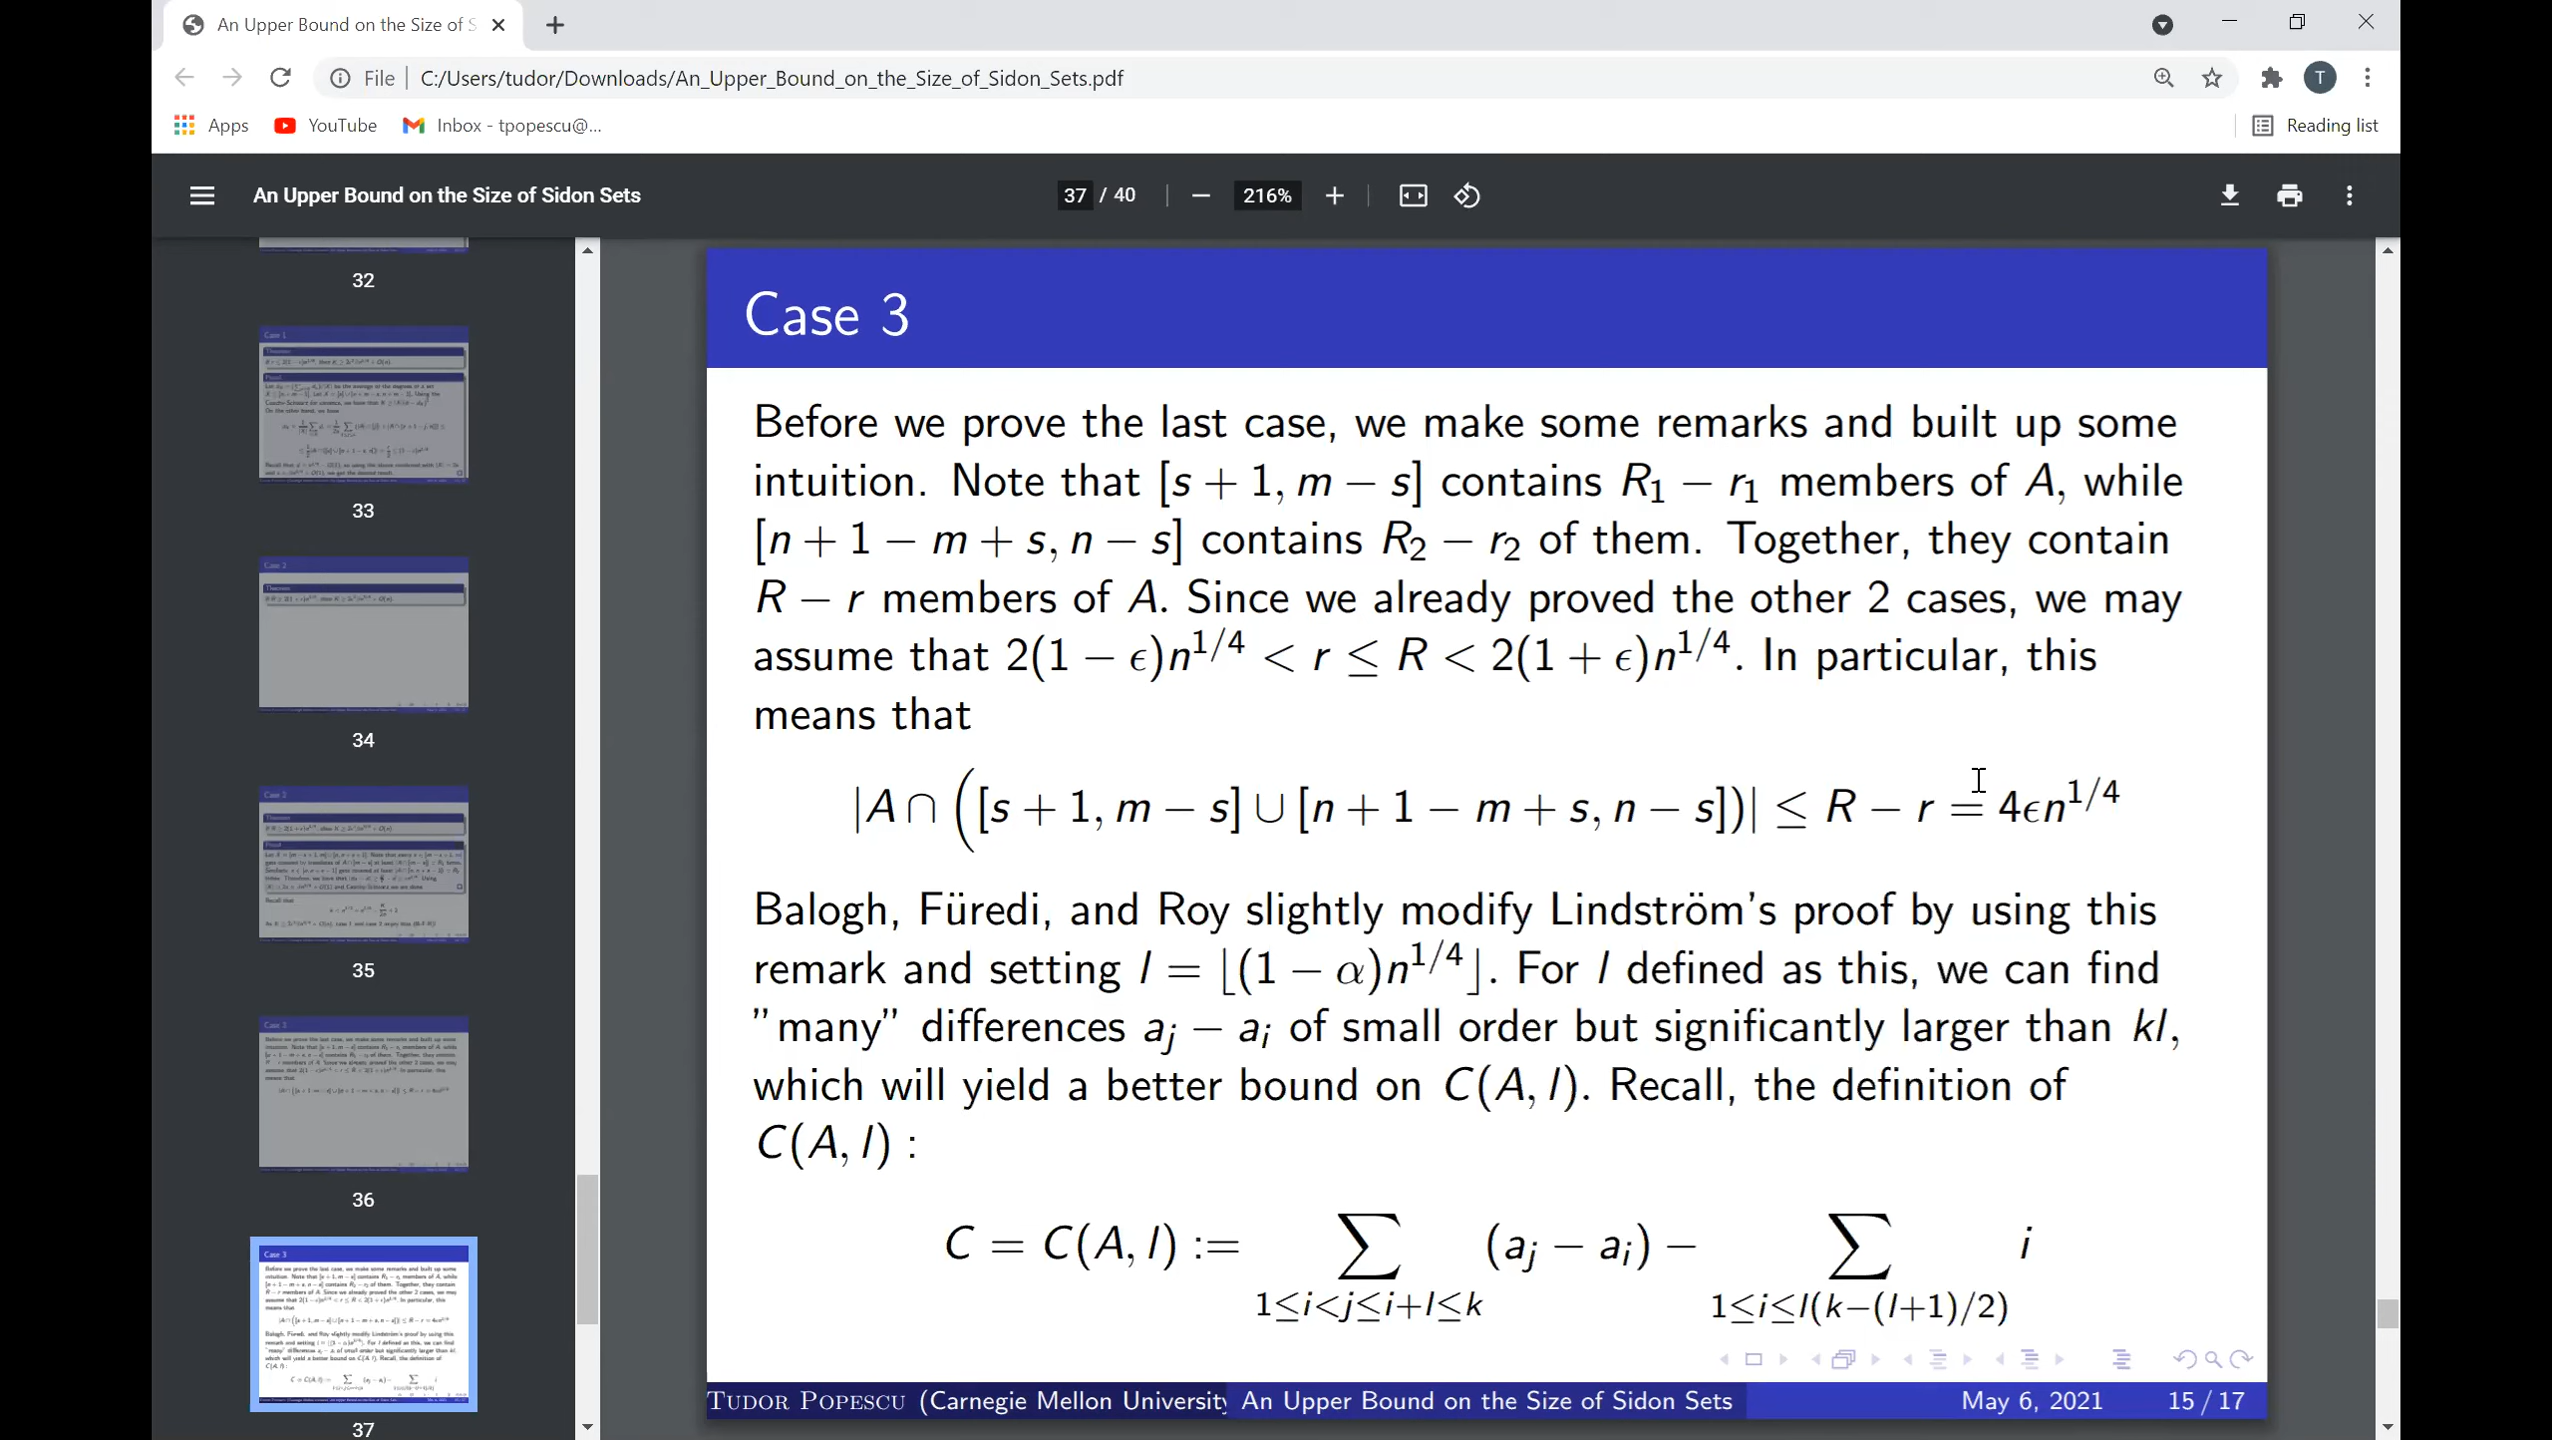 An Upper Bound on the Size of S
File | C:/Users/tudor/Downloads/An_Upper_Bound_on_the_Size_of_Sidon_Sets.pdf
T
Apps YouTube Inbox - tpopescu@... Reading list
An Upper Bound on the Size of Sidon Sets 37 / 40 216%
32
33
34
35
36
37
Case 3
Before we prove the last case, we make some remarks and built up some
intuition. Note that [s + 1, m − s] contains R₁ − r₁ members of A, while
[n + 1 − m + s, n − s] contains R₂ − r₂ of them. Together, they contain
R − r members of A. Since we already proved the other 2 cases, we may
assume that 2(1 − ϵ)n^{1/4} < r ≤ R < 2(1 + ϵ)n^{1/4}. In particular, this
means that
|A ∩ ([s + 1, m − s] ∪ [n + 1 − m + s, n − s])| ≤ R − r = 4ϵn^{1/4}
Balogh, Füredi, and Roy slightly modify Lindström's proof by using this
remark and setting l = ⌊(1 − α)n^{1/4}⌋. For l defined as this, we can find
"many" differences a_j − a_i of small order but significantly larger than kl,
which will yield a better bound on C(A, l). Recall, the definition of
C(A, l) :
C = C(A, l) := ∑_{1≤i<j≤i+l≤k} (a_j − a_i) − ∑_{1≤i≤l(k−(l+1)/2)} i
Tudor Popescu (Carnegie Mellon University An Upper Bound on the Size of Sidon Sets May 6, 2021 15 / 17